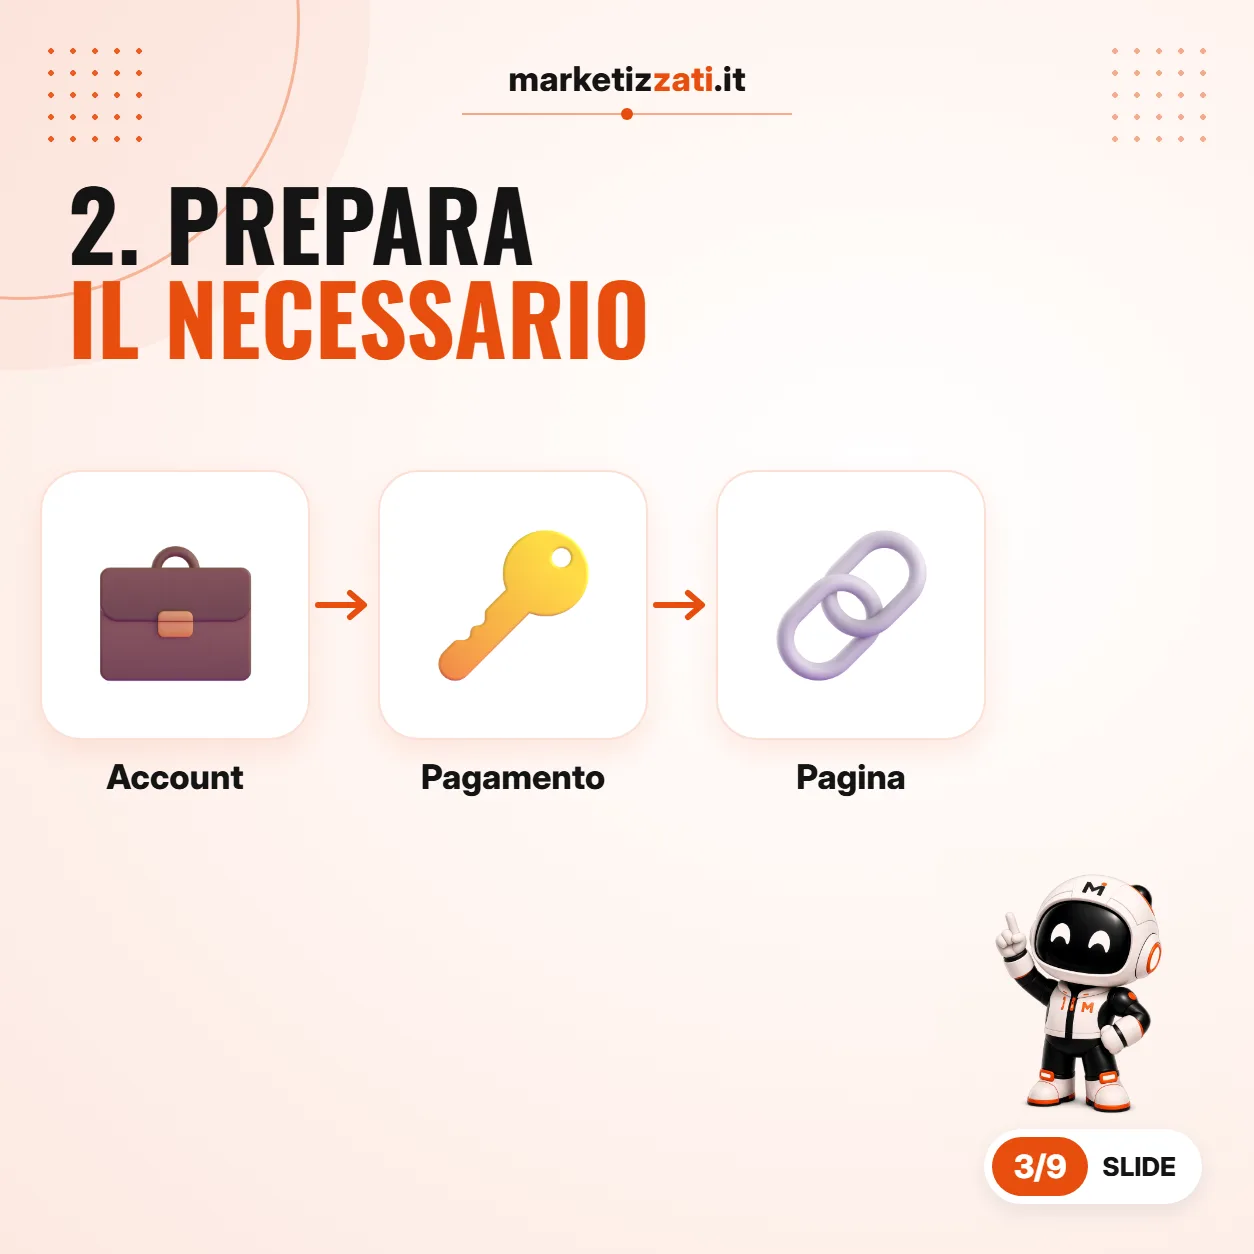 marketizzati.it
2. PREPARA
IL NECESSARIO
Account
Pagamento
Pagina
M
M
3/9 SLIDE